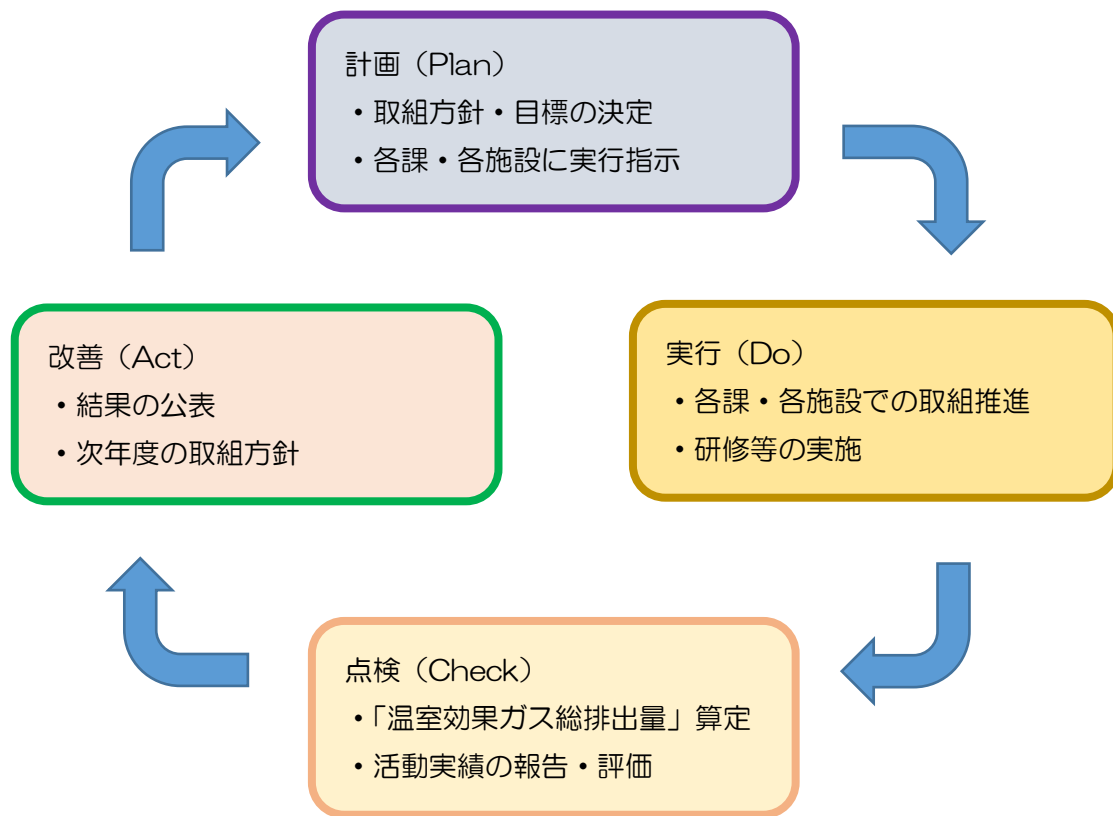 計画（Plan）
・取組方針・目標の決定
・各課・各施設に実行指示
実行（Do）
・各課・各施設での取組推進
・研修等の実施
点検（Check）
・「温室効果ガス総排出量」算定
・活動実績の報告・評価
改善（Act）
・結果の公表
・次年度の取組方針